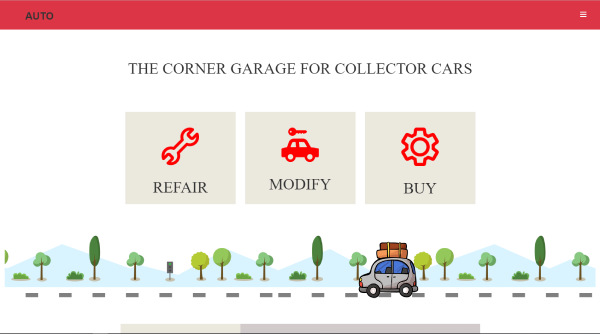 AUTO
THE CORNER GARAGE FOR COLLECTOR CARS
REFAIR
MODIFY
BUY